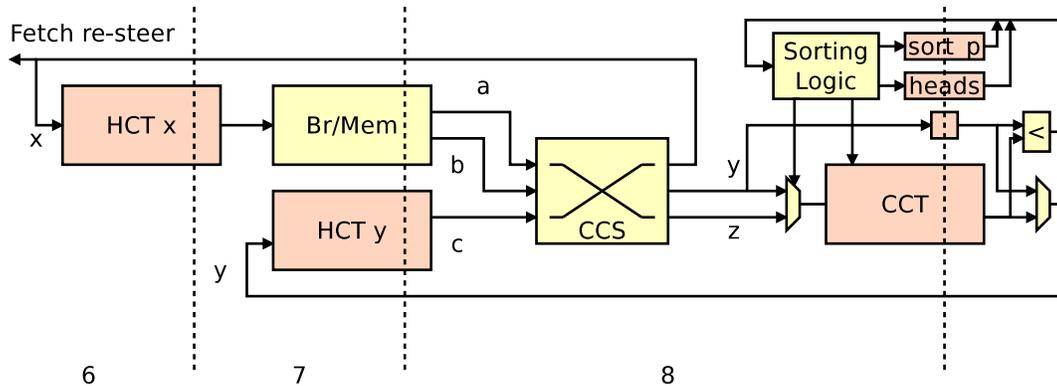 Fetch re-steer
x
HCT x
Br/Mem
a
b
HCT y
c
y
CCS
y
z
Sorting
Logic
sort_p
heads
<
CCT
6
7
8